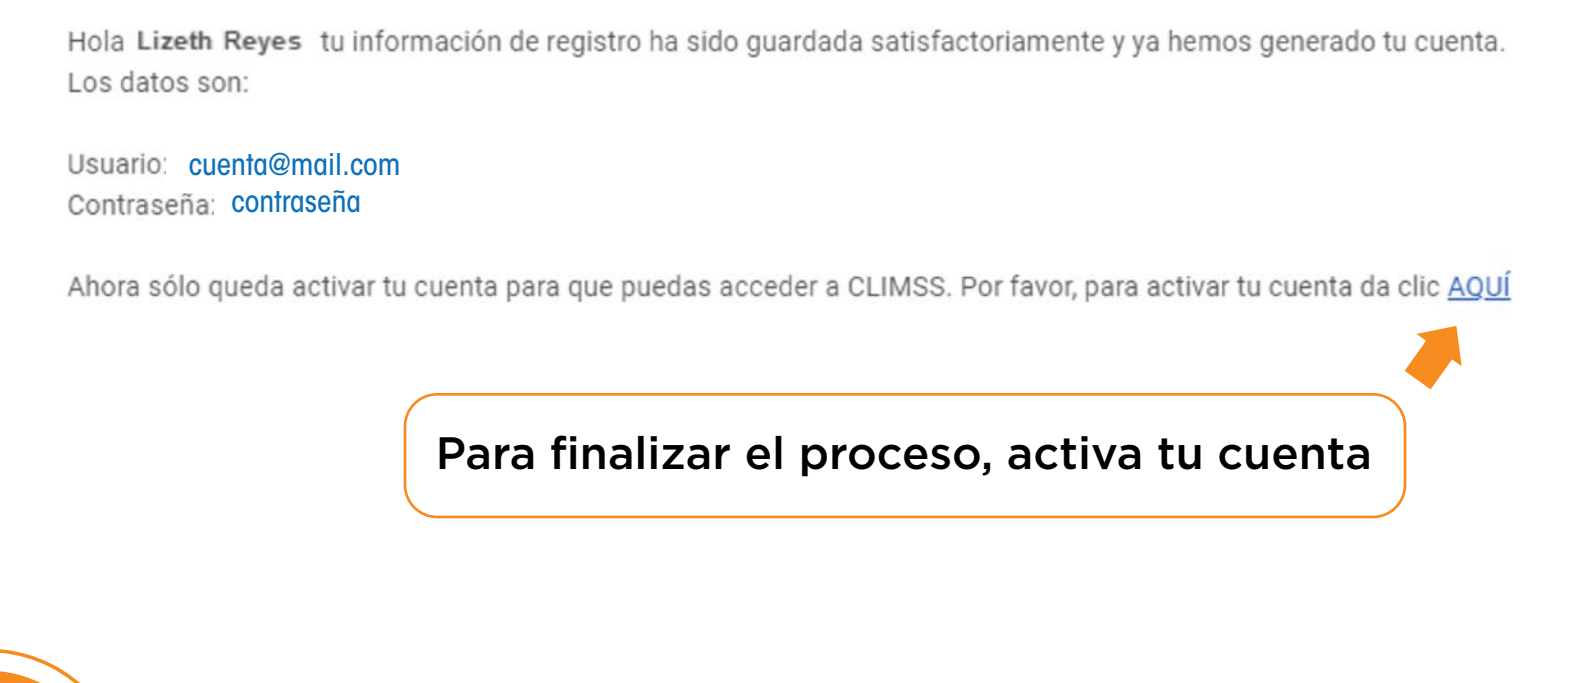 Hola Lizeth Reyes tu información de registro ha sido guardada satisfactoriamente y ya hemos generado tu cuenta.
Los datos son:
Usuario: cuenta@mail.com
Contraseña: contraseña
Ahora sólo queda activar tu cuenta para que puedas acceder a CLIMSS. Por favor, para activar tu cuenta da clic AQUÍ
Para finalizar el proceso, activa tu cuenta